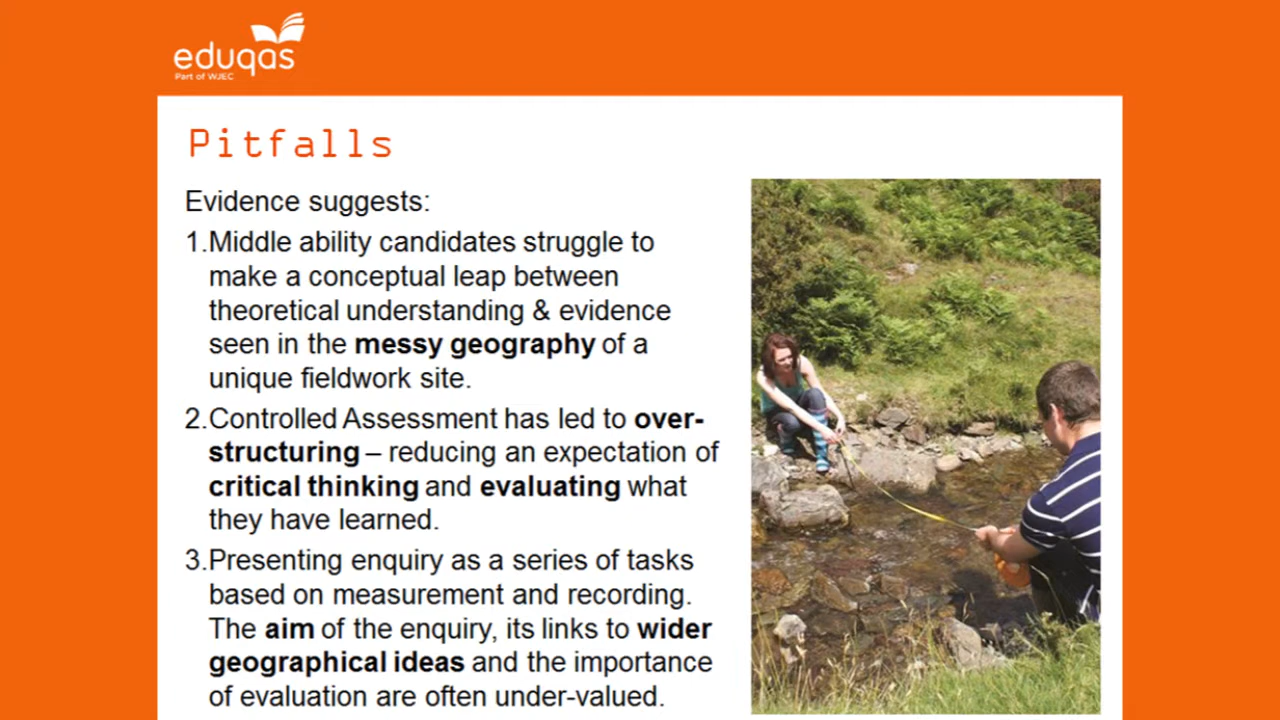 eduqas
Part of WJEC
Pitfalls
Evidence suggests:
1.Middle ability candidates struggle to
make a conceptual leap between
theoretical understanding & evidence
seen in the messy geography of a
unique fieldwork site.
2.Controlled Assessment has led to over-
structuring – reducing an expectation of
critical thinking and evaluating what
they have learned.
3.Presenting enquiry as a series of tasks
based on measurement and recording.
The aim of the enquiry, its links to wider
geographical ideas and the importance
of evaluation are often under-valued.